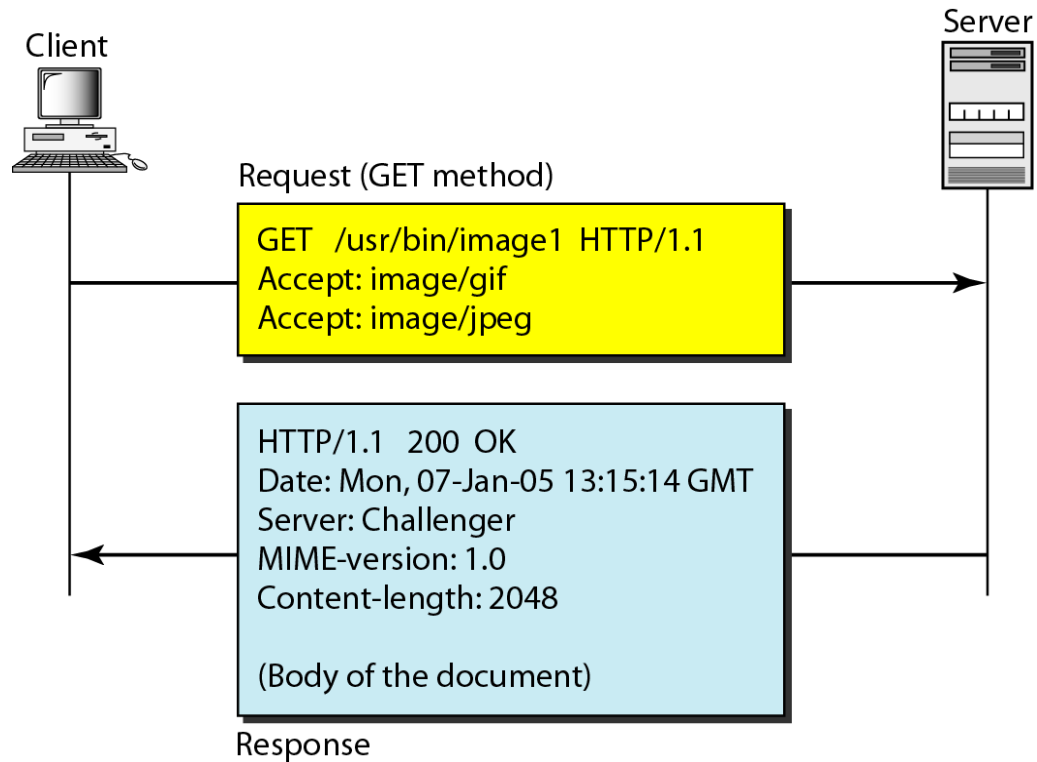 Client
Server
Request (GET method)
GET /usr/bin/image1 HTTP/1.1
Accept: image/gif
Accept: image/jpeg
HTTP/1.1 200 OK
Date: Mon, 07-Jan-05 13:15:14 GMT
Server: Challenger
MIME-version: 1.0
Content-length: 2048
(Body of the document)
Response